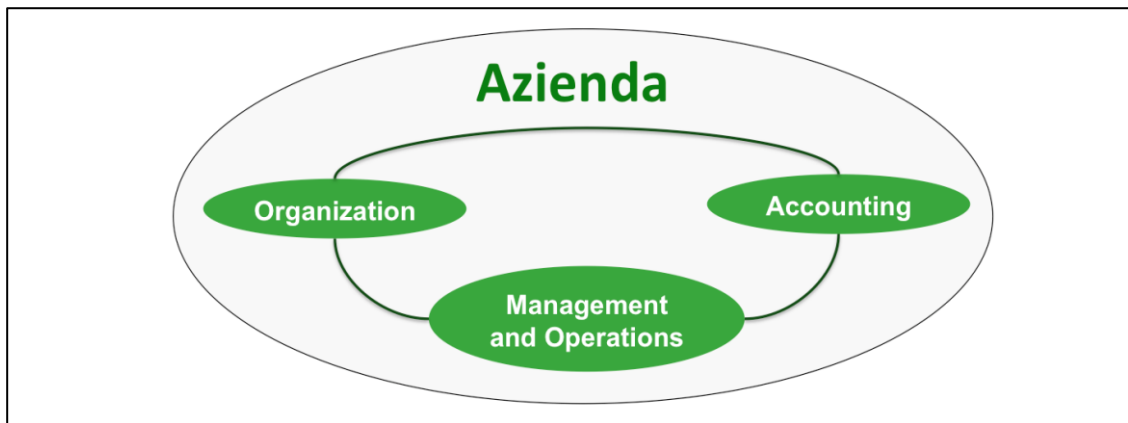 Azienda
Organization
Accounting
Management
and Operations